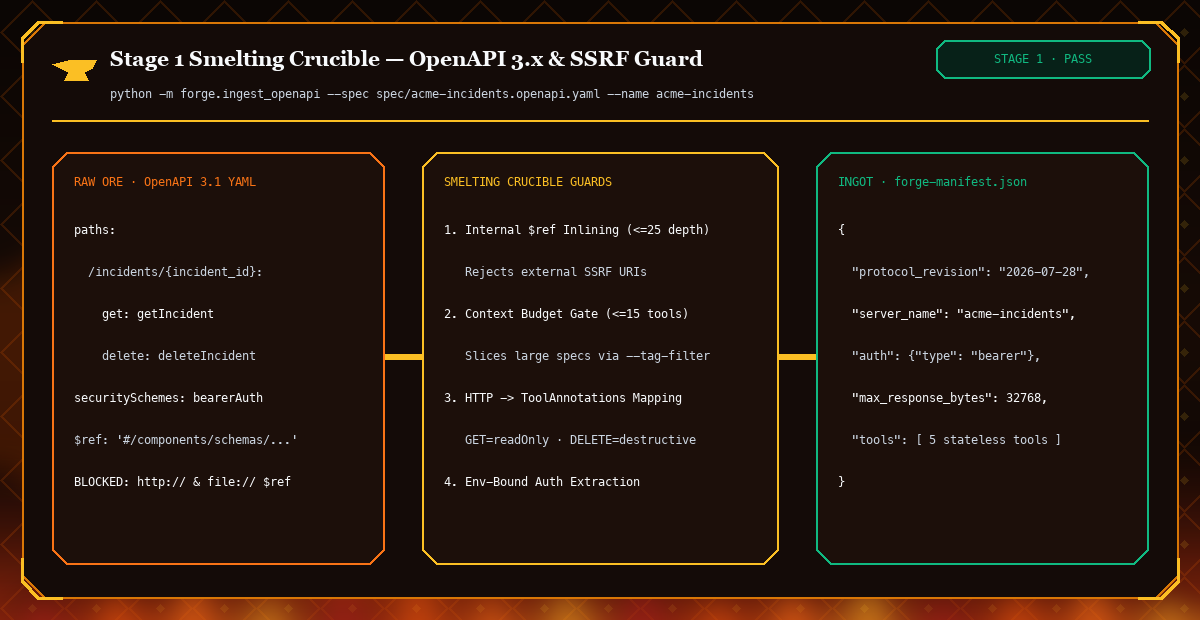 Stage 1 Smelting Crucible — OpenAPI 3.x & SSRF Guard
python —m forge.ingest_openapi ——spec spec/acme—incidents.openapi.yaml ——name acme—incidents
STAGE 1 · PASS
RAW ORE · OpenAPI 3.1 YAML
paths:
/incidents/{incident_id}:
get: getIncident
delete: deleteIncident
securitySchemes: bearerAuth
$ref: '#/components/schemas/...'
BLOCKED: http:// & file:// $ref
SMELTING CRUCIBLE GUARDS
1. Internal $ref Inlining (<=25 depth)
Rejects external SSRF URIs
2. Context Budget Gate (<=15 tools)
Slices large specs via ——tag—filter
3. HTTP —> ToolAnnotations Mapping
GET=readOnly · DELETE=destructive
4. Env—Bound Auth Extraction
INGOT · forge—manifest.json
{
"protocol_revision": "2026—07—28",
"server_name": "acme—incidents",
"auth": {"type": "bearer"},
"max_response_bytes": 32768,
"tools": [ 5 stateless tools ]
}